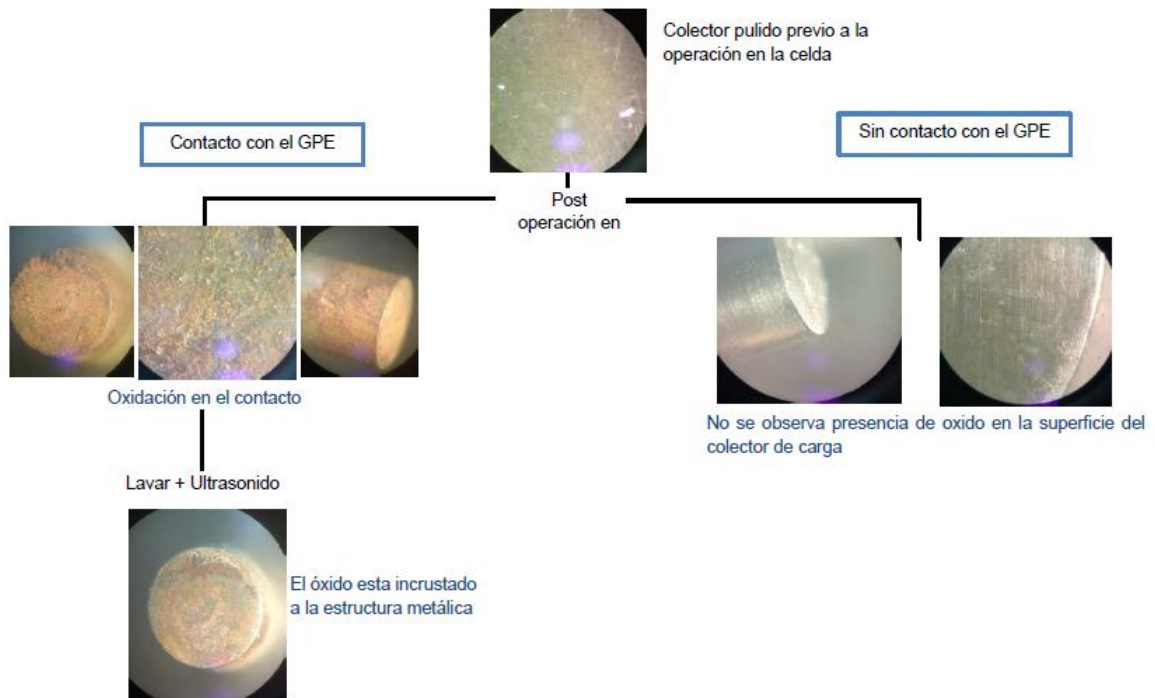 Colector pulido previo a la
operación en la celda
Contacto con el GPE
Sin contacto con el GPE
Post
operación en
Oxidación en el contacto
No se observa presencia de oxido en la superficie del
colector de carga
Lavar + Ultrasonido
El óxido esta incrustado
a la estructura metálica